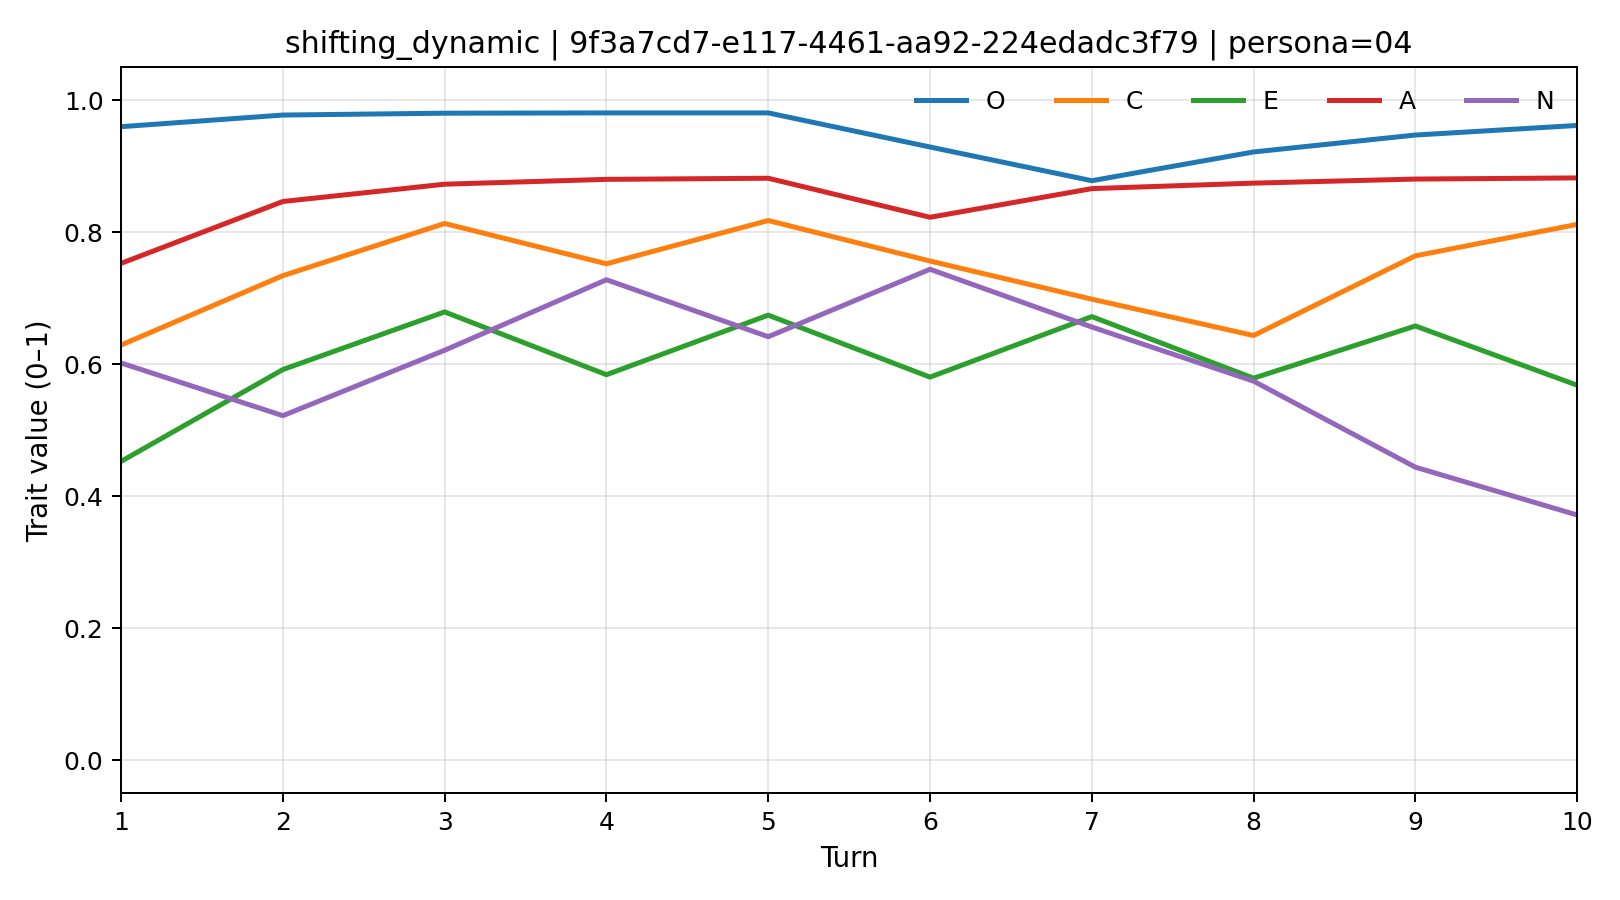 shifting_dynamic | 9f3a7cd7-e117-4461-aa92-224edadc3f79 | persona=04
O C E A N
1.0
0.8
0.6
0.4
0.2
0.0
Trait value (0–1)
1 2 3 4 5 6 7 8 9 10
Turn